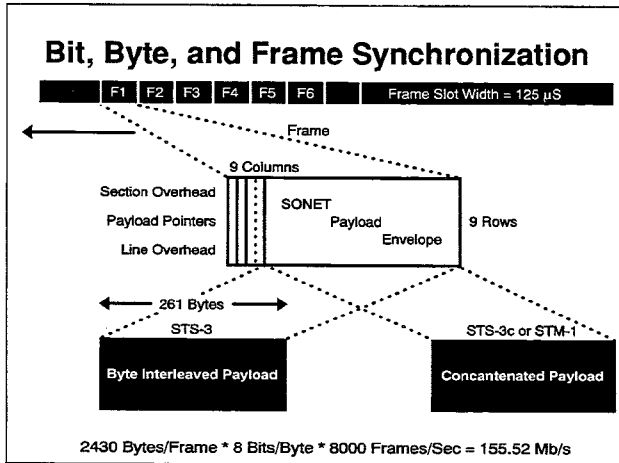 Bit, Byte, and Frame Synchronization
F1 F2 F3 F4 F5 F6 Frame Slot Width = 125 µS
Frame
9 Columns
Section Overhead
SONET
Payload Pointers
Payload
9 Rows
Line Overhead
Envelope
261 Bytes
STS-3
STS-3c or STM-1
Byte Interleaved Payload
Concantenated Payload
2430 Bytes/Frame * 8 Bits/Byte * 8000 Frames/Sec = 155.52 Mb/s